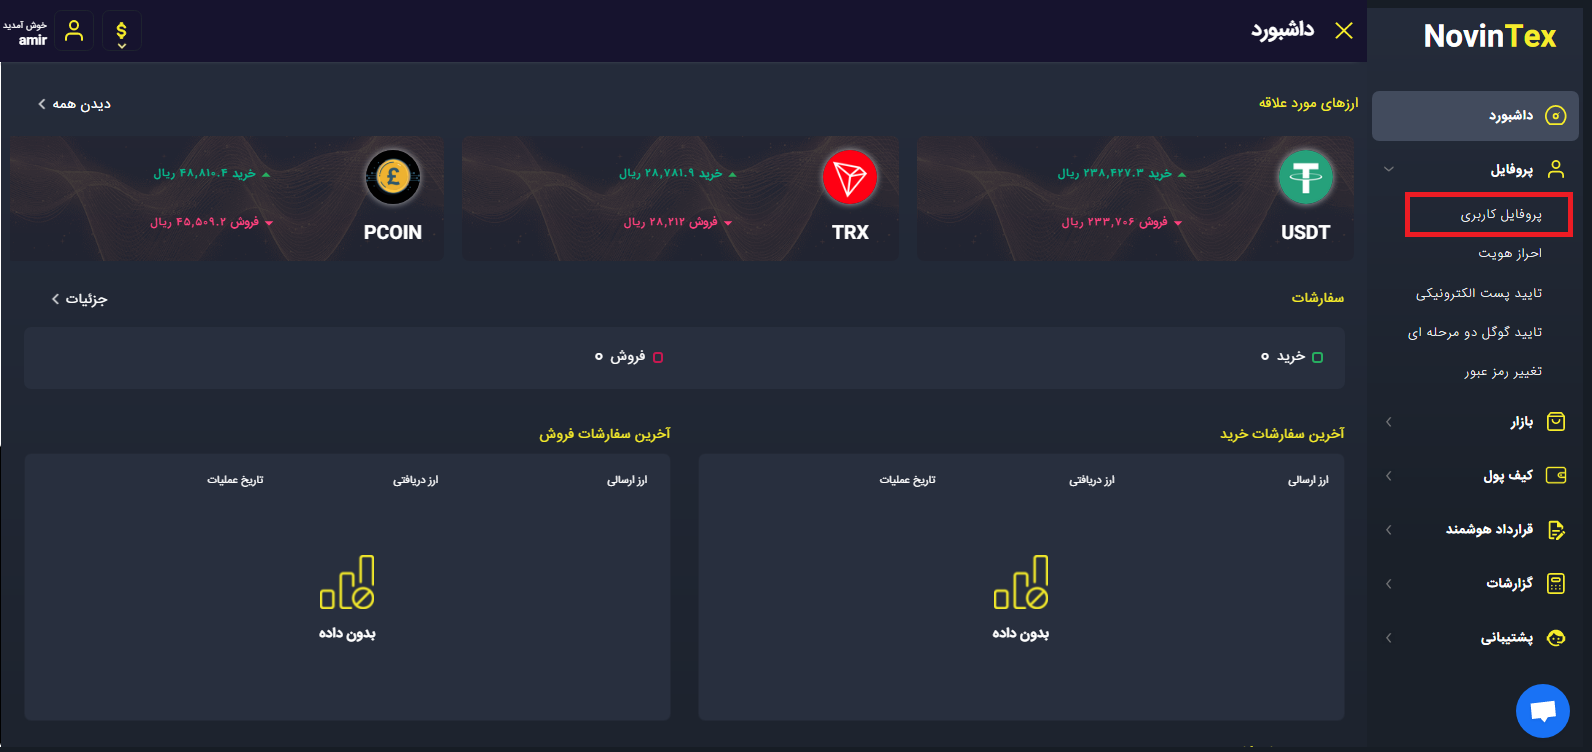 NovinTex
داشبورد
پروفایل
پروفایل کاربری
احراز هویت
تایید پست الکترونیکی
تایید گوگل دو مرحله ای
تغییر رمز عبور
بازار
کیف پول
قرارداد هوشمند
گزارشات
پشتیبانی
داشبورد
$
خوش آمدید
amir
ارزهای مورد علاقه
دیدن همه
خرید ۲۳۸,۴۲۷.۳ ریال
فروش ۲۳۳,۷۰۶ ریال
USDT
خرید ۲۸,۷۸۱.۹ ریال
فروش ۲۸,۲۱۲ ریال
TRX
خرید ۴۸,۸۱۰.۴ ریال
فروش ۴۵,۵۰۹.۲ ریال
PCOIN
سفارشات
جزئیات
خرید ۰
فروش ۰
آخرین سفارشات خرید
ارز ارسالی ارز دریافتی تاریخ عملیات
بدون داده
آخرین سفارشات فروش
ارز ارسالی ارز دریافتی تاریخ عملیات
بدون داده